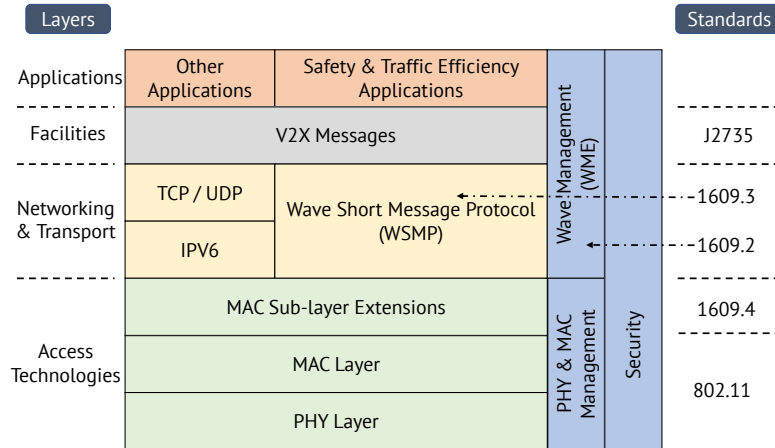 Layers
Standards
Applications
Other
Applications
Safety & Traffic Efficiency
Applications
Facilities
V2X Messages
J2735
Networking
& Transport
TCP / UDP
IPV6
Wave Short Message Protocol
(WSMP)
Wave Management
(WME)
1609.3
1609.2
Access
Technologies
MAC Sub-layer Extensions
MAC Layer
PHY Layer
PHY & MAC
Management
Security
1609.4
802.11